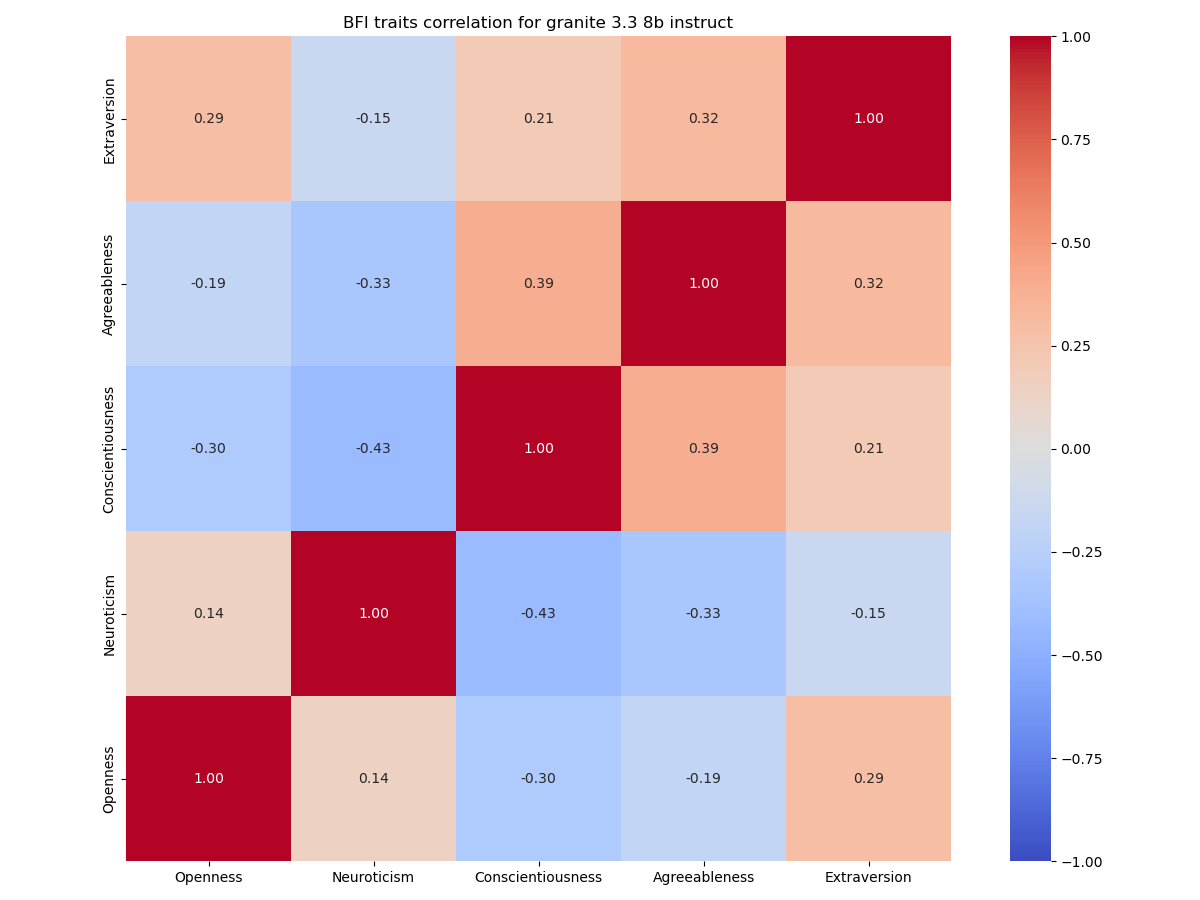 BFI traits correlation for granite 3.3 8b instruct
Extraversion
0.29 -0.15 0.21 0.32 1.00
Agreeableness
-0.19 -0.33 0.39 1.00 0.32
Conscientiousness
-0.30 -0.43 1.00 0.39 0.21
Neuroticism
0.14 1.00 -0.43 -0.33 -0.15
Openness
1.00 0.14 -0.30 -0.19 0.29
Openness Neuroticism Conscientiousness Agreeableness Extraversion
1.00
0.75
0.50
0.25
0.00
−0.25
−0.50
−0.75
−1.00